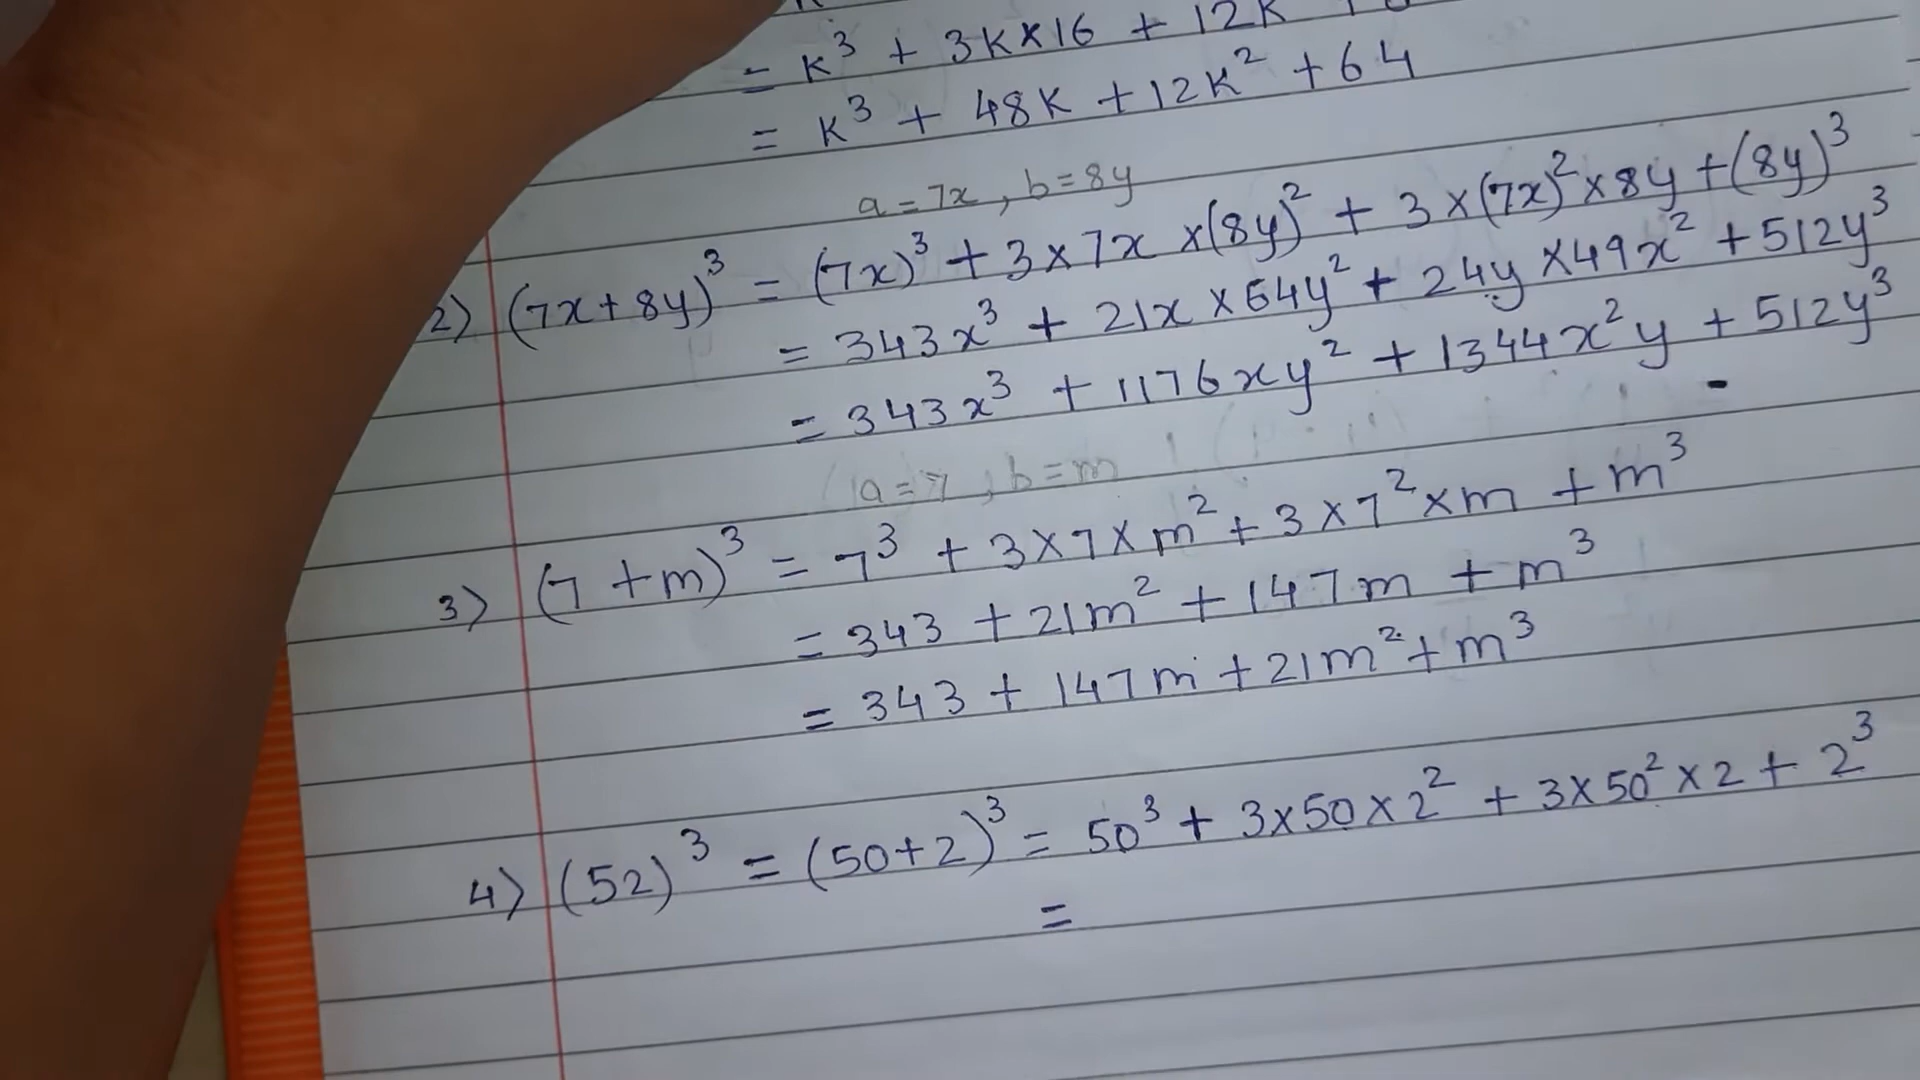 = k³ + 3k×16 + 12k
= k³ + 48k + 12k² + 64
a = 7x , b = 8y
2) (7x + 8y)³ = (7x)³ + 3 × 7x × (8y)² + 3 × (7x)² × 8y + (8y)³
= 343x³ + 21x × 64y² + 24y × 49x² + 512y³
= 343x³ + 1176xy² + 1344x²y + 512y³
a = 7 , b = m
3) (7 + m)³ = 7³ + 3 × 7 × m² + 3 × 7² × m + m³
= 343 + 21m² + 147m + m³
= 343 + 147m + 21m² + m³
4) (52)³ = (50+2)³ = 50³ + 3×50×2² + 3×50²×2 + 2³
=